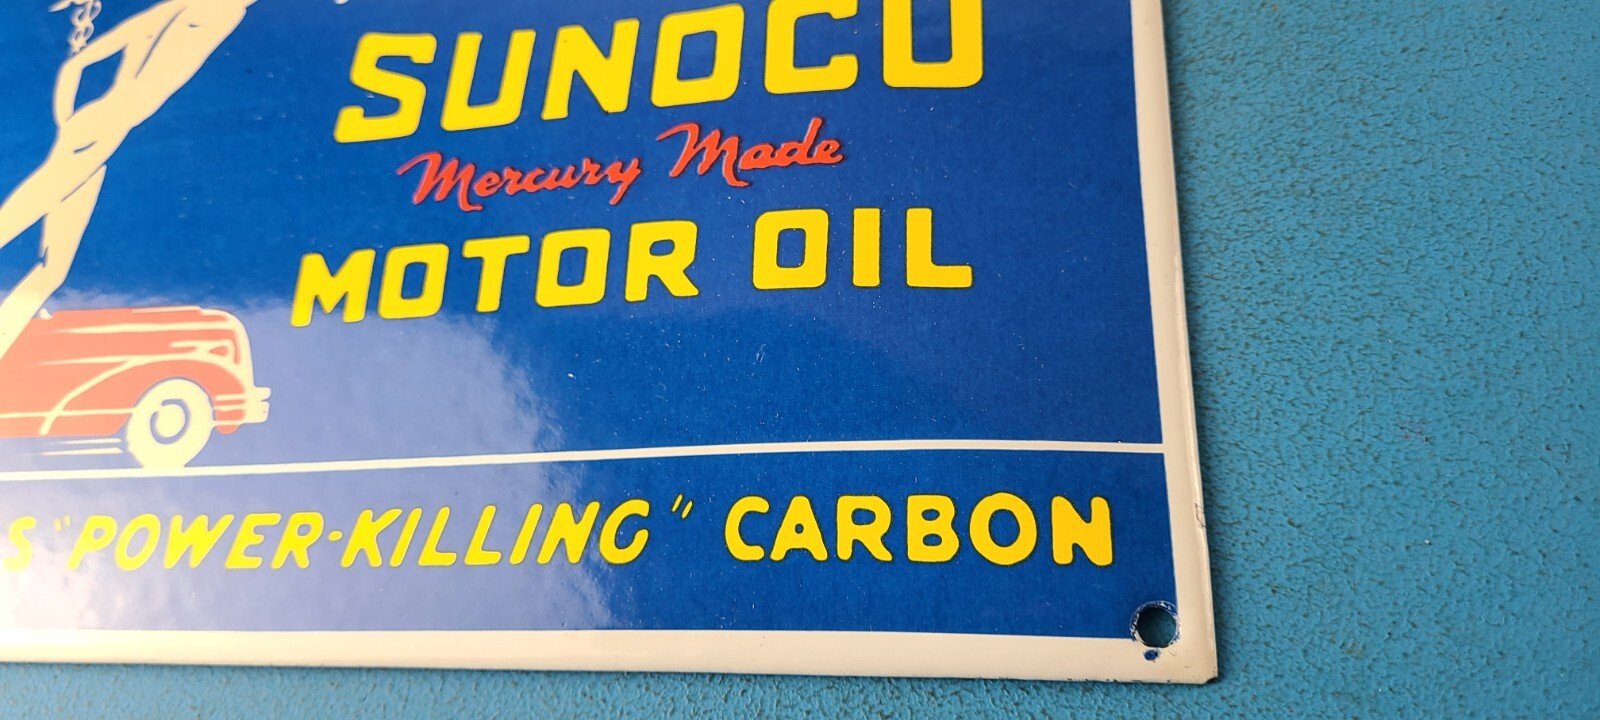 SUNOCO
Mercury Made
MOTOR OIL
"POWER-KILLING" CARBON